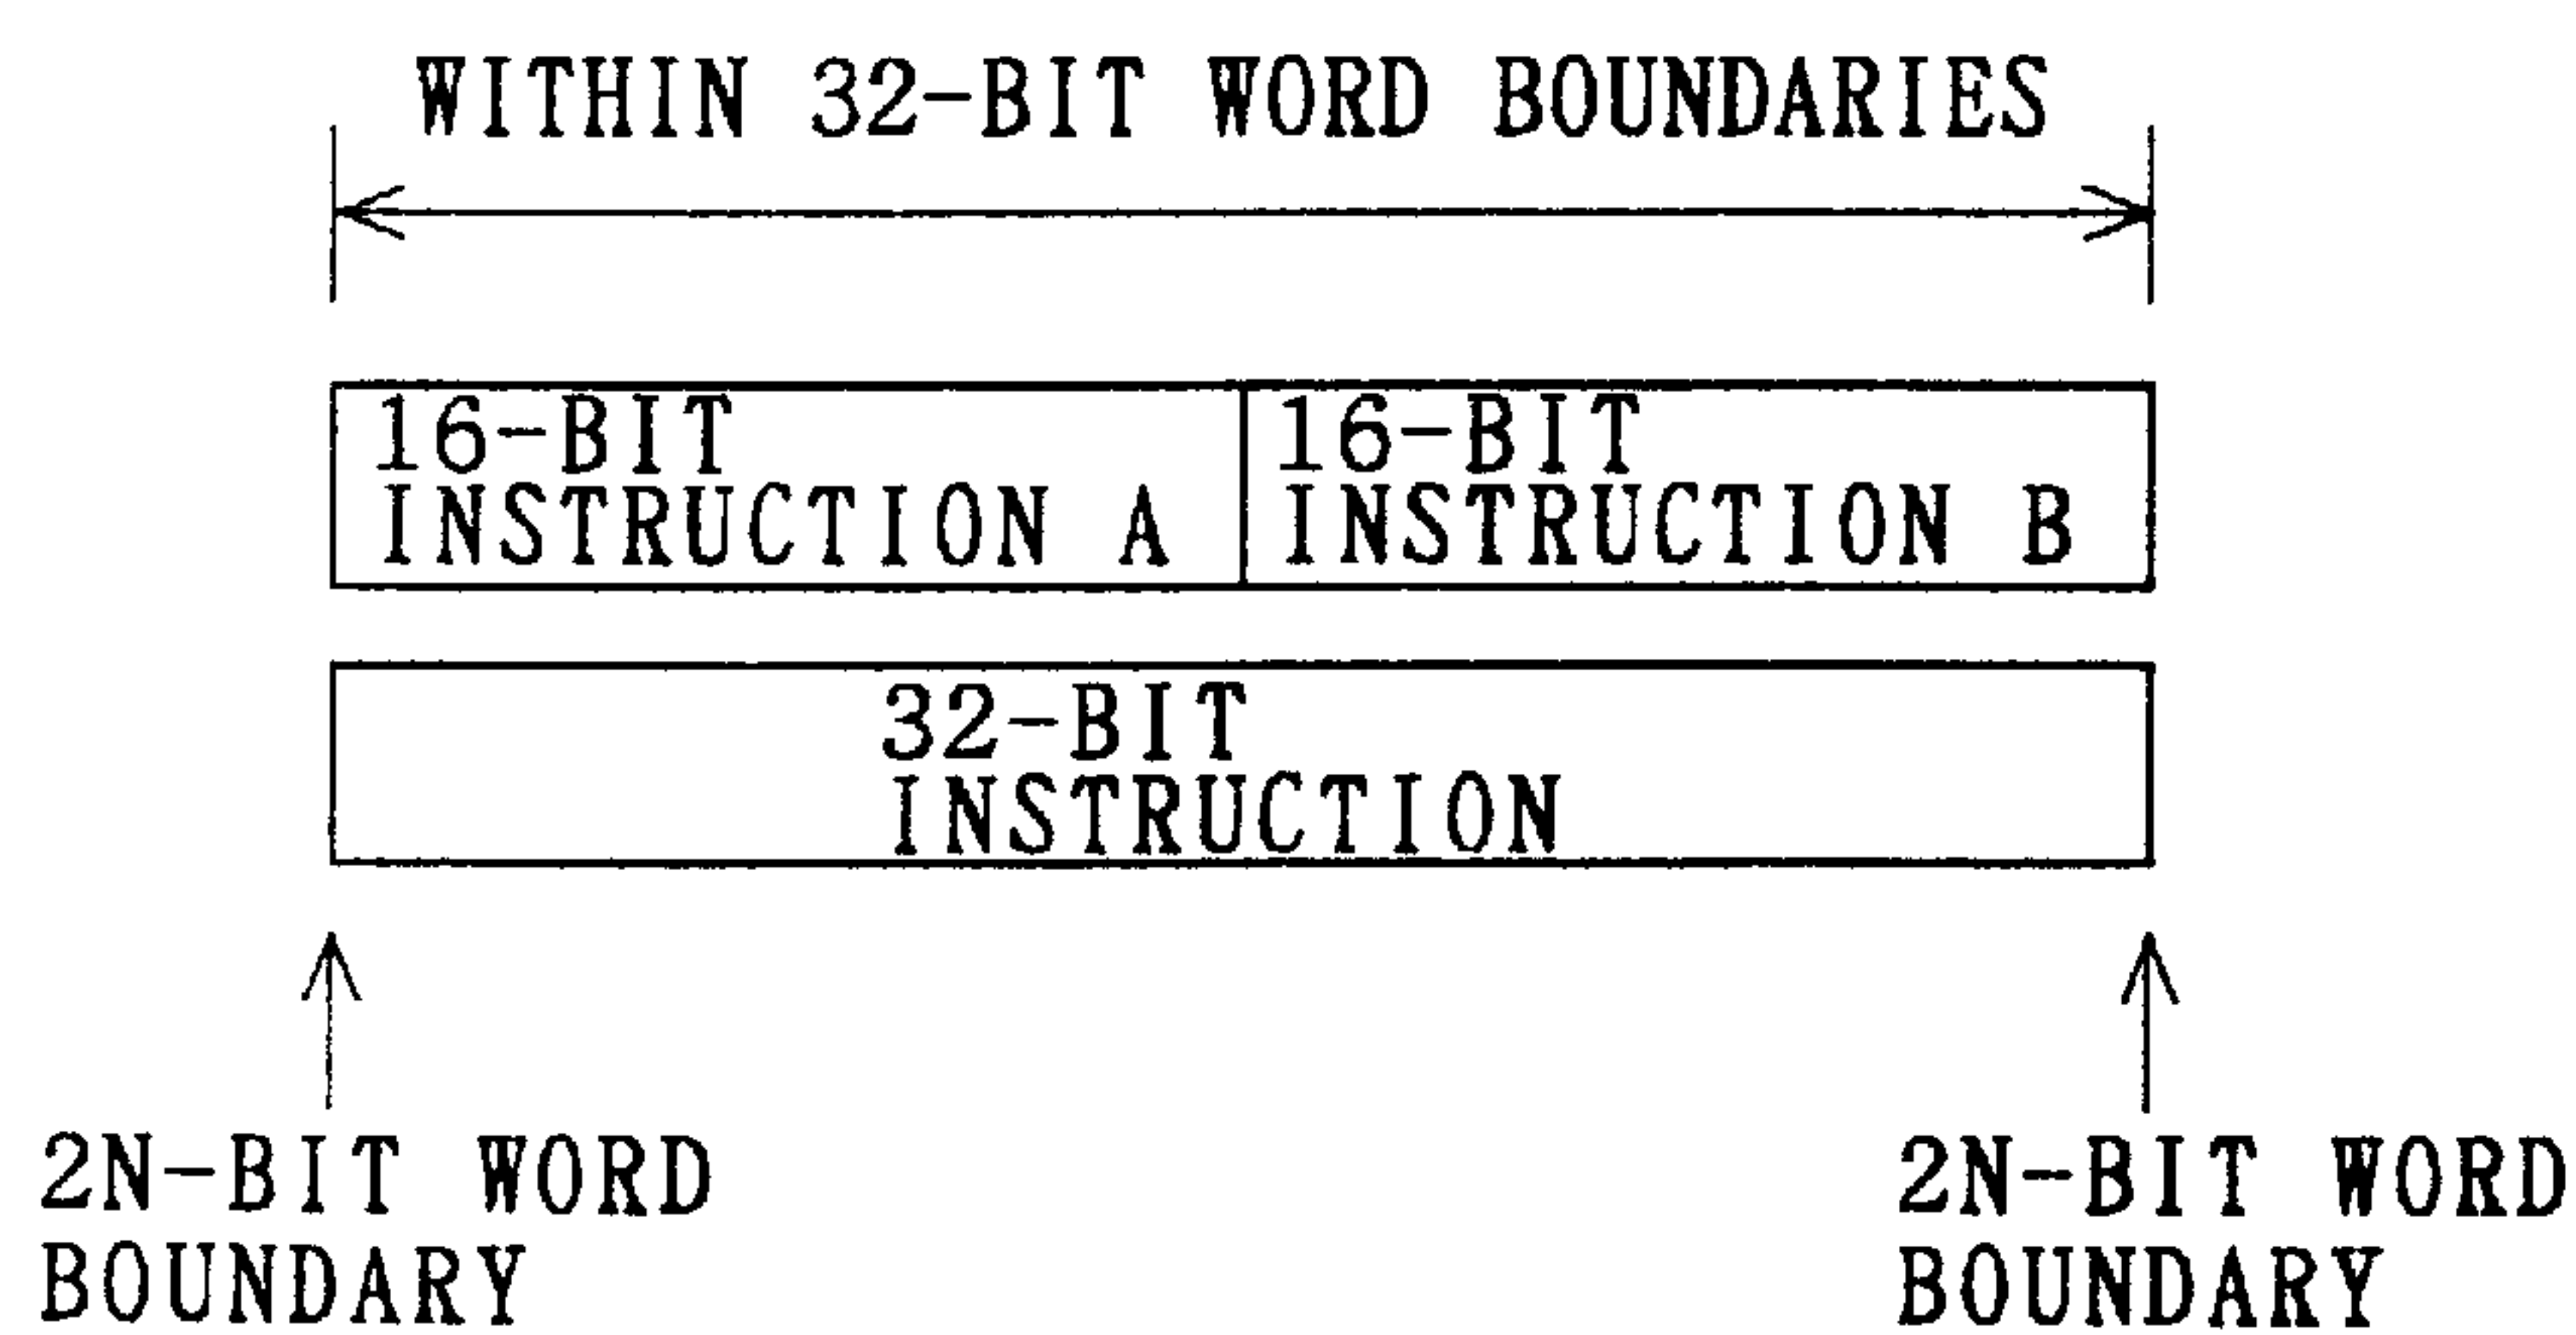 WITHIN 32-BIT WORD BOUNDARIES
16-BIT
INSTRUCTION A
16-BIT
INSTRUCTION B
32-BIT
INSTRUCTION
2N-BIT WORD
BOUNDARY
2N-BIT WORD
BOUNDARY